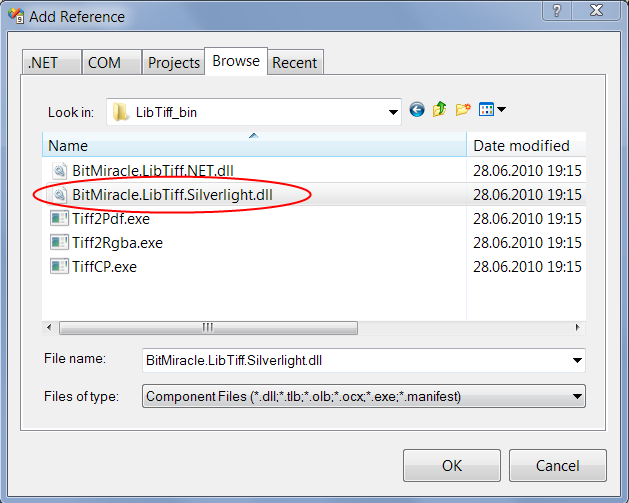 Add Reference
.NET COM Projects Browse Recent
Look in: LibTiff_bin
Name Date modified
BitMiracle.LibTiff.NET.dll 28.06.2010 19:15
BitMiracle.LibTiff.Silverlight.dll 28.06.2010 19:15
Tiff2Pdf.exe 28.06.2010 19:15
Tiff2Rgba.exe 28.06.2010 19:15
TiffCP.exe 28.06.2010 19:15
File name: BitMiracle.LibTiff.Silverlight.dll
Files of type: Component Files (*.dll;*.tlb;*.olb;*.ocx;*.exe;*.manifest)
OK Cancel